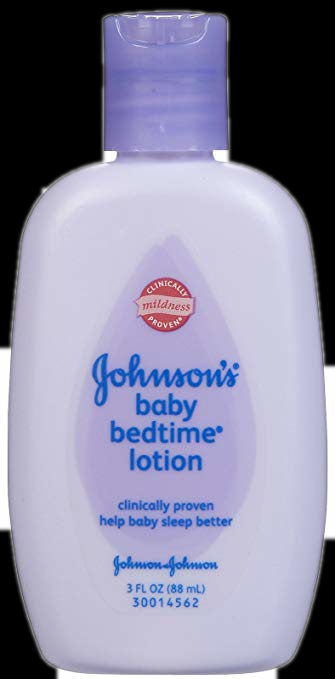 CLINICALLY
mildness
PROVEN®
Johnson's®
baby
bedtime®
lotion
clinically proven
help baby sleep better
Johnson & Johnson
3 FL OZ (88 mL)
30014562